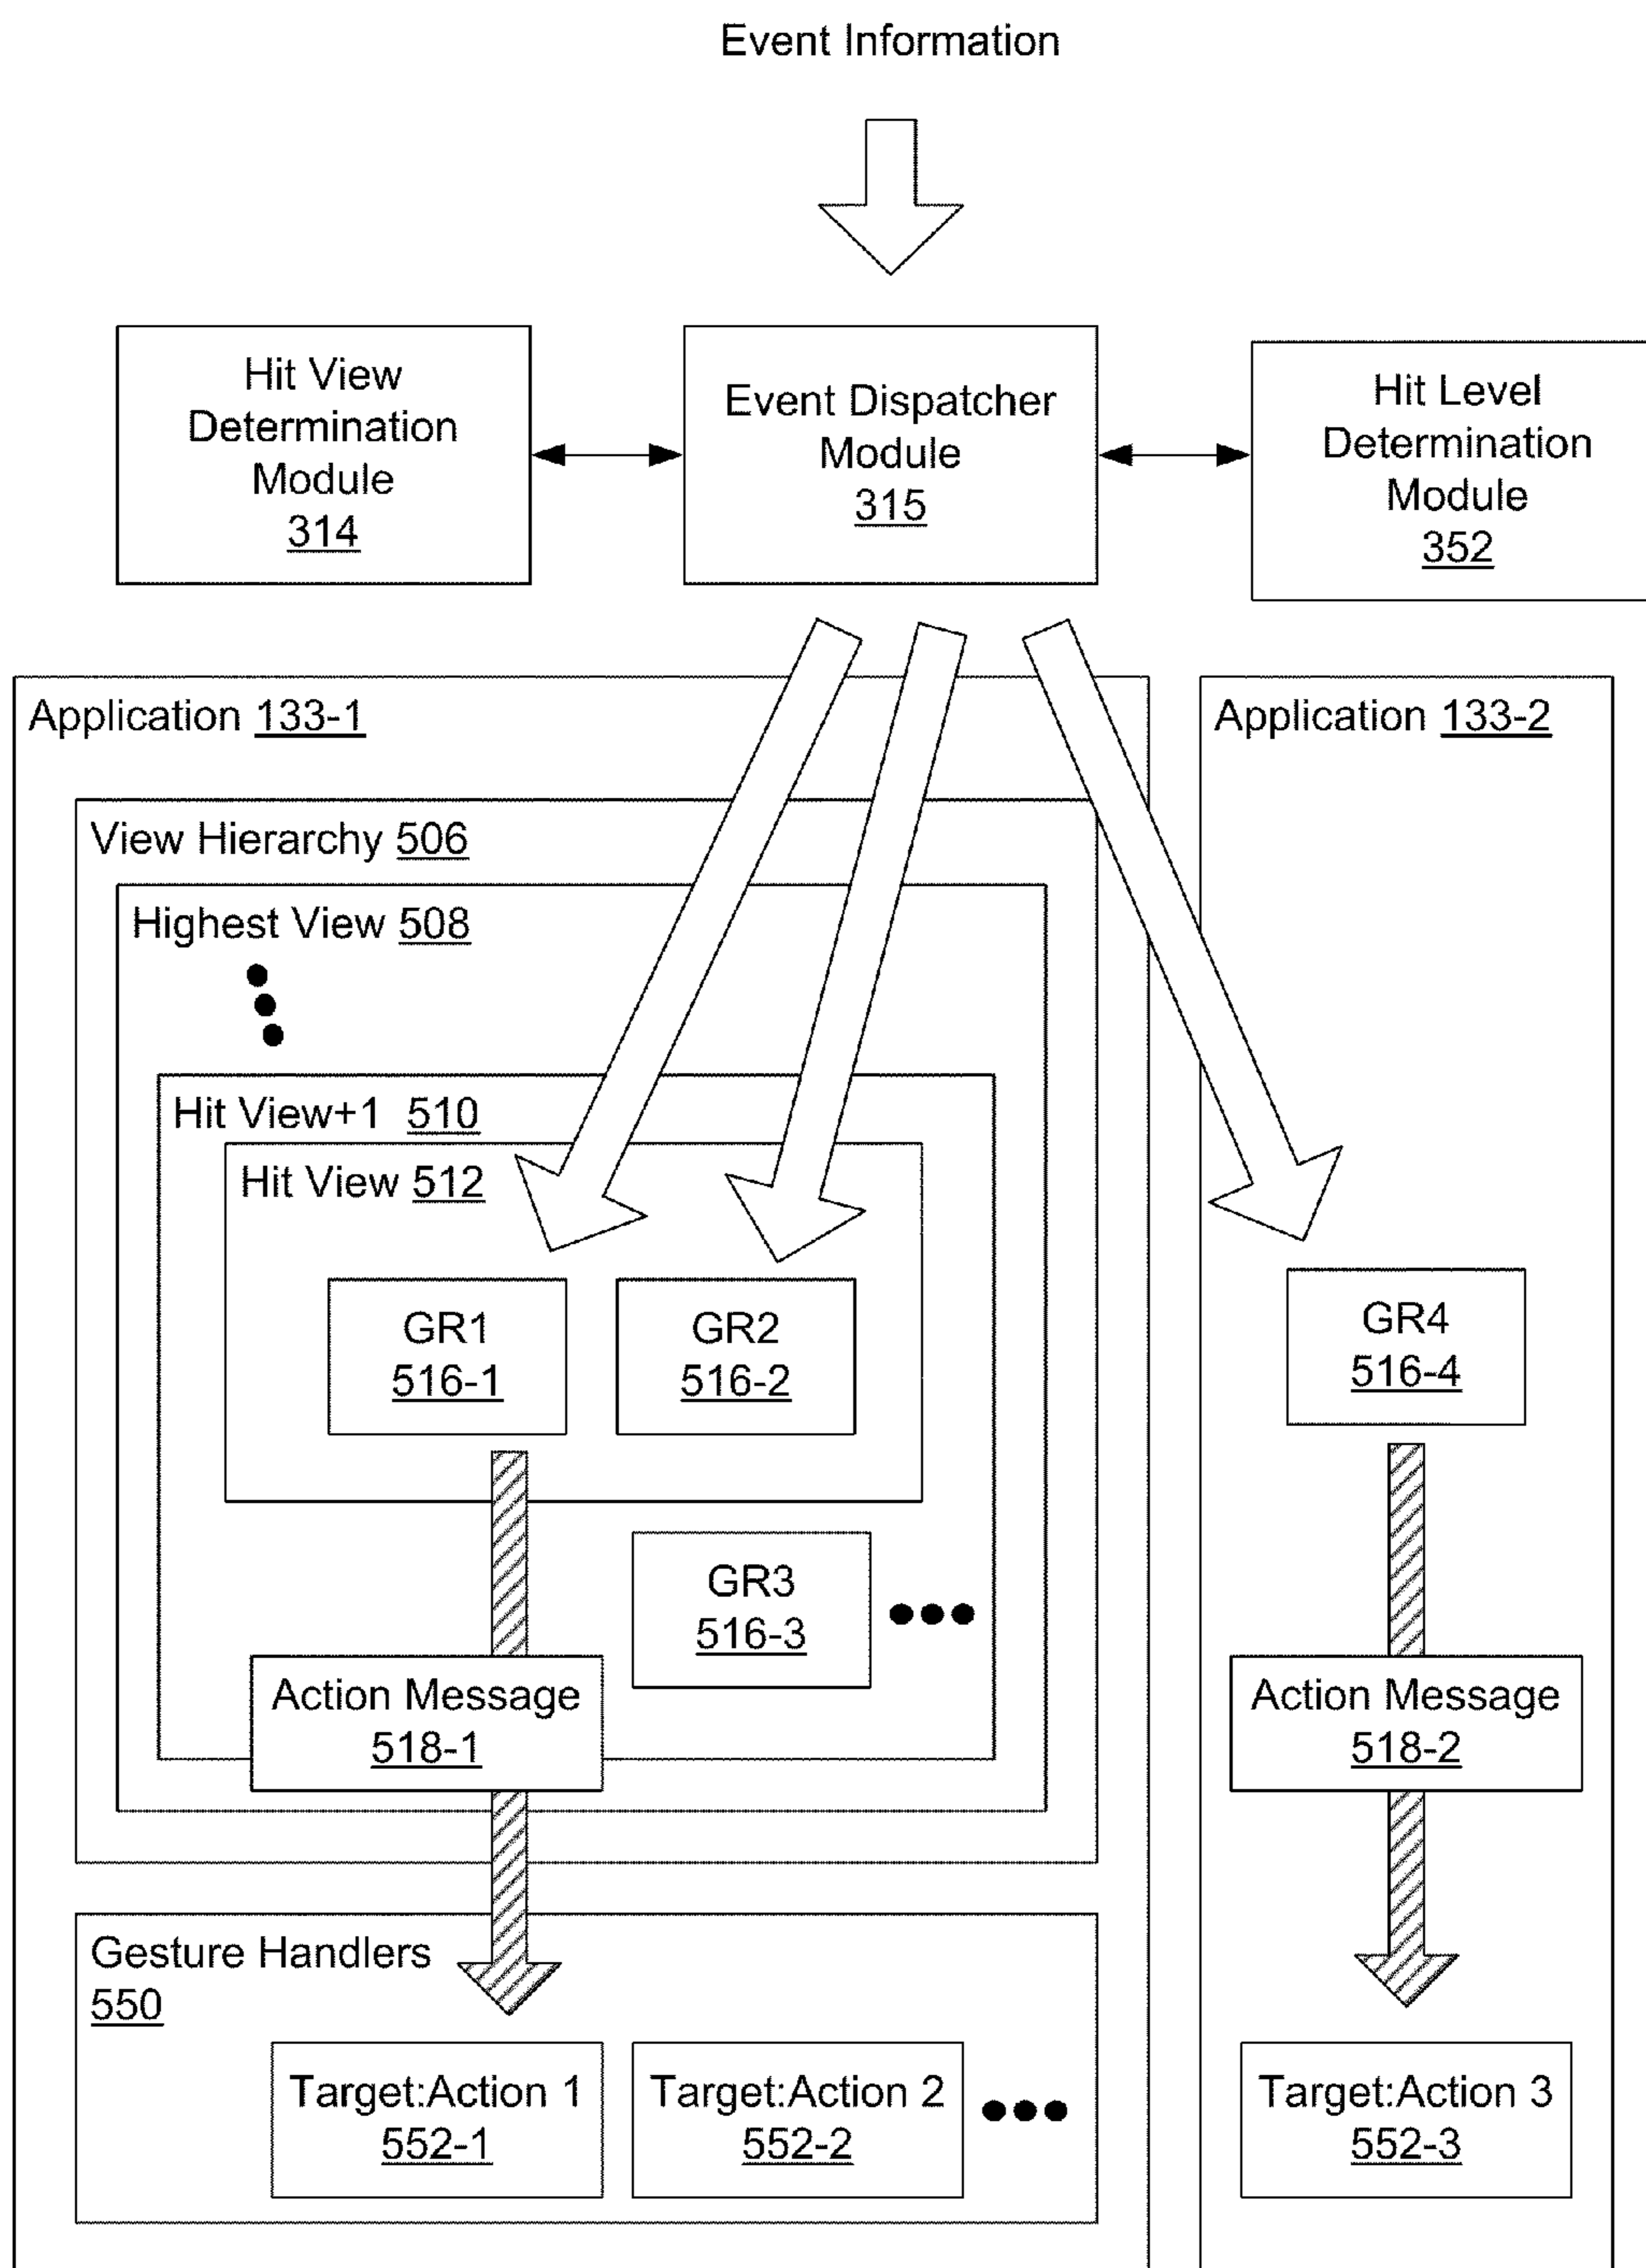 Event Information
Hit View
Determination
Module
314
Event Dispatcher
Module
315
Hit Level
Determination
Module
352
Application 133-1
Application 133-2
View Hierarchy 506
Highest View 508
Hit View+1 510
Hit View 512
GR1
516-1
GR2
516-2
GR4
516-4
GR3
516-3
Action Message
518-1
Action Message
518-2
Gesture Handlers
550
Target:Action 1
552-1
Target:Action 2
552-2
Target:Action 3
552-3